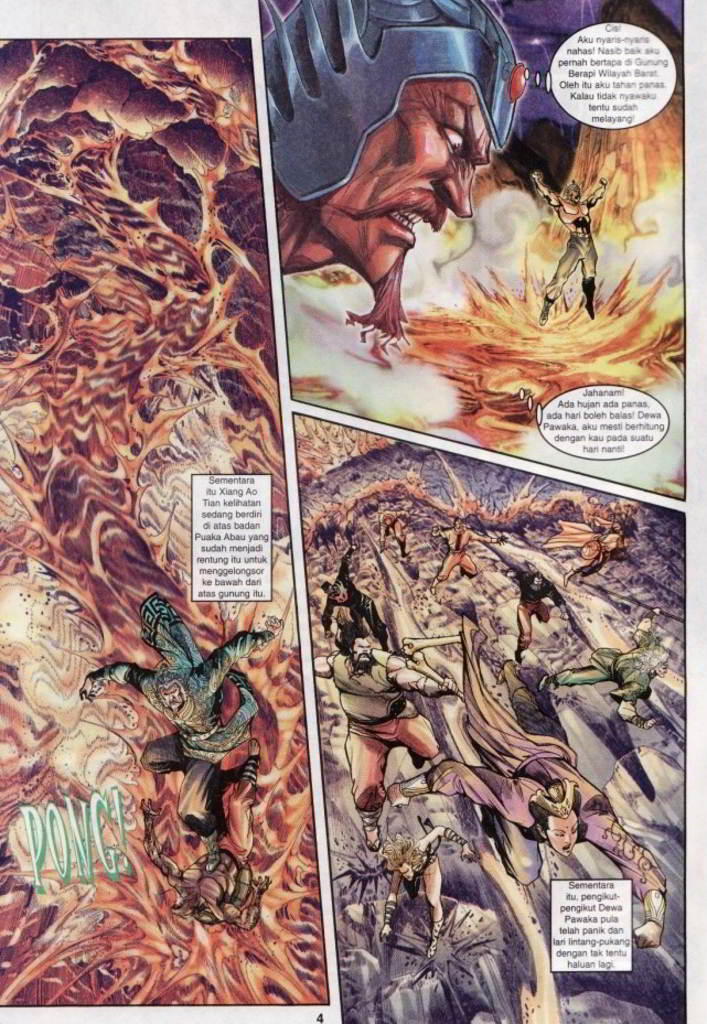 Cis!
Aku nyaris-nyaris
nahas! Nasib baik aku
pernah bertapa di Gunung
Berapi Wilayah Barat.
Oleh itu aku tahan panas.
Kalau tidak nyawaku
tentu sudah
melayang!
Jahanam!
Ada hujan ada panas,
ada hari boleh balas! Dewa
Pawaka, aku mesti berhitung
dengan kau pada suatu
hari nanti!
Sementara
itu Xiang Ao
Tian kelihatan
sedang berdiri
di atas badan
Puaka Abau yang
sudah menjadi
rentung itu untuk
menggelongsor
ke bawah dari
atas gunung itu.
PONG!
Sementara
itu, pengikut-
pengikut Dewa
Pawaka pula
telah panik dan
lari lintang-pukang
dengan tak tentu
haluan lagi.
4